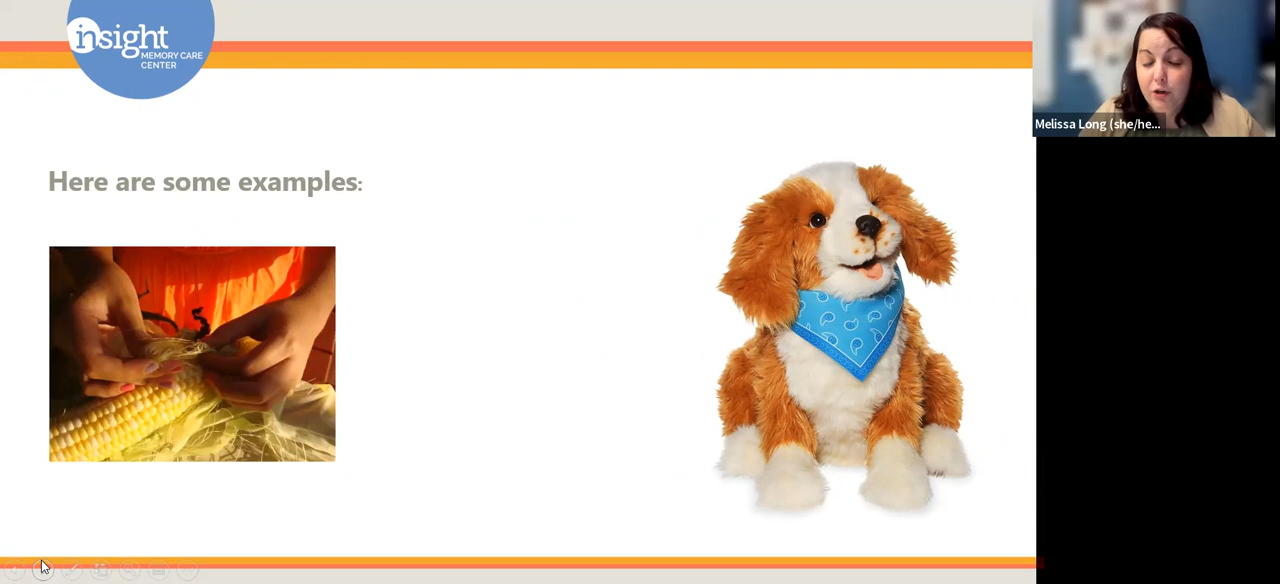 insight
MEMORY CARE
CENTER
Melissa Long (she/he...
Here are some examples: